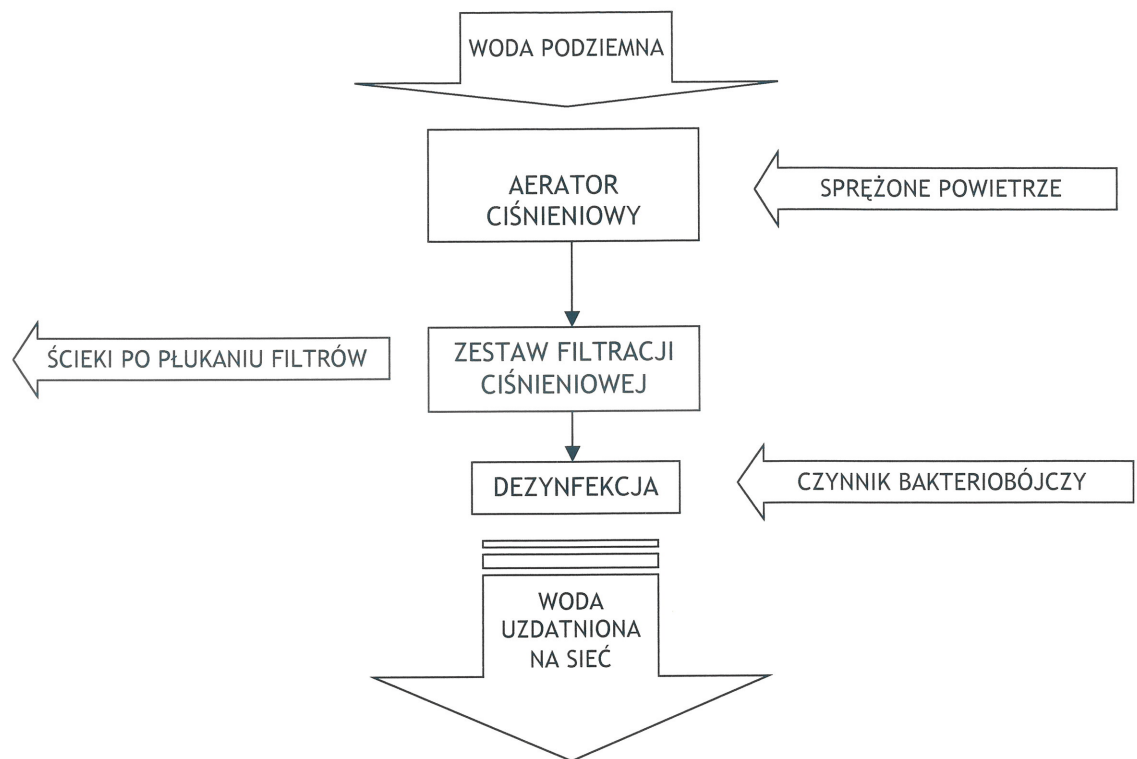 WODA PODZIEMNA
AERATOR
CIŚNIENIOWY
SPRĘŻONE POWIETRZE
ŚCIEKI PO PŁUKANIU FILTRÓW
ZESTAW FILTRACJI
CIŚNIENIOWEJ
DEZYNFEKCJA
CZYNNIK BAKTERIOBÓJCZY
WODA
UZDATNIONA
NA SIEĆ